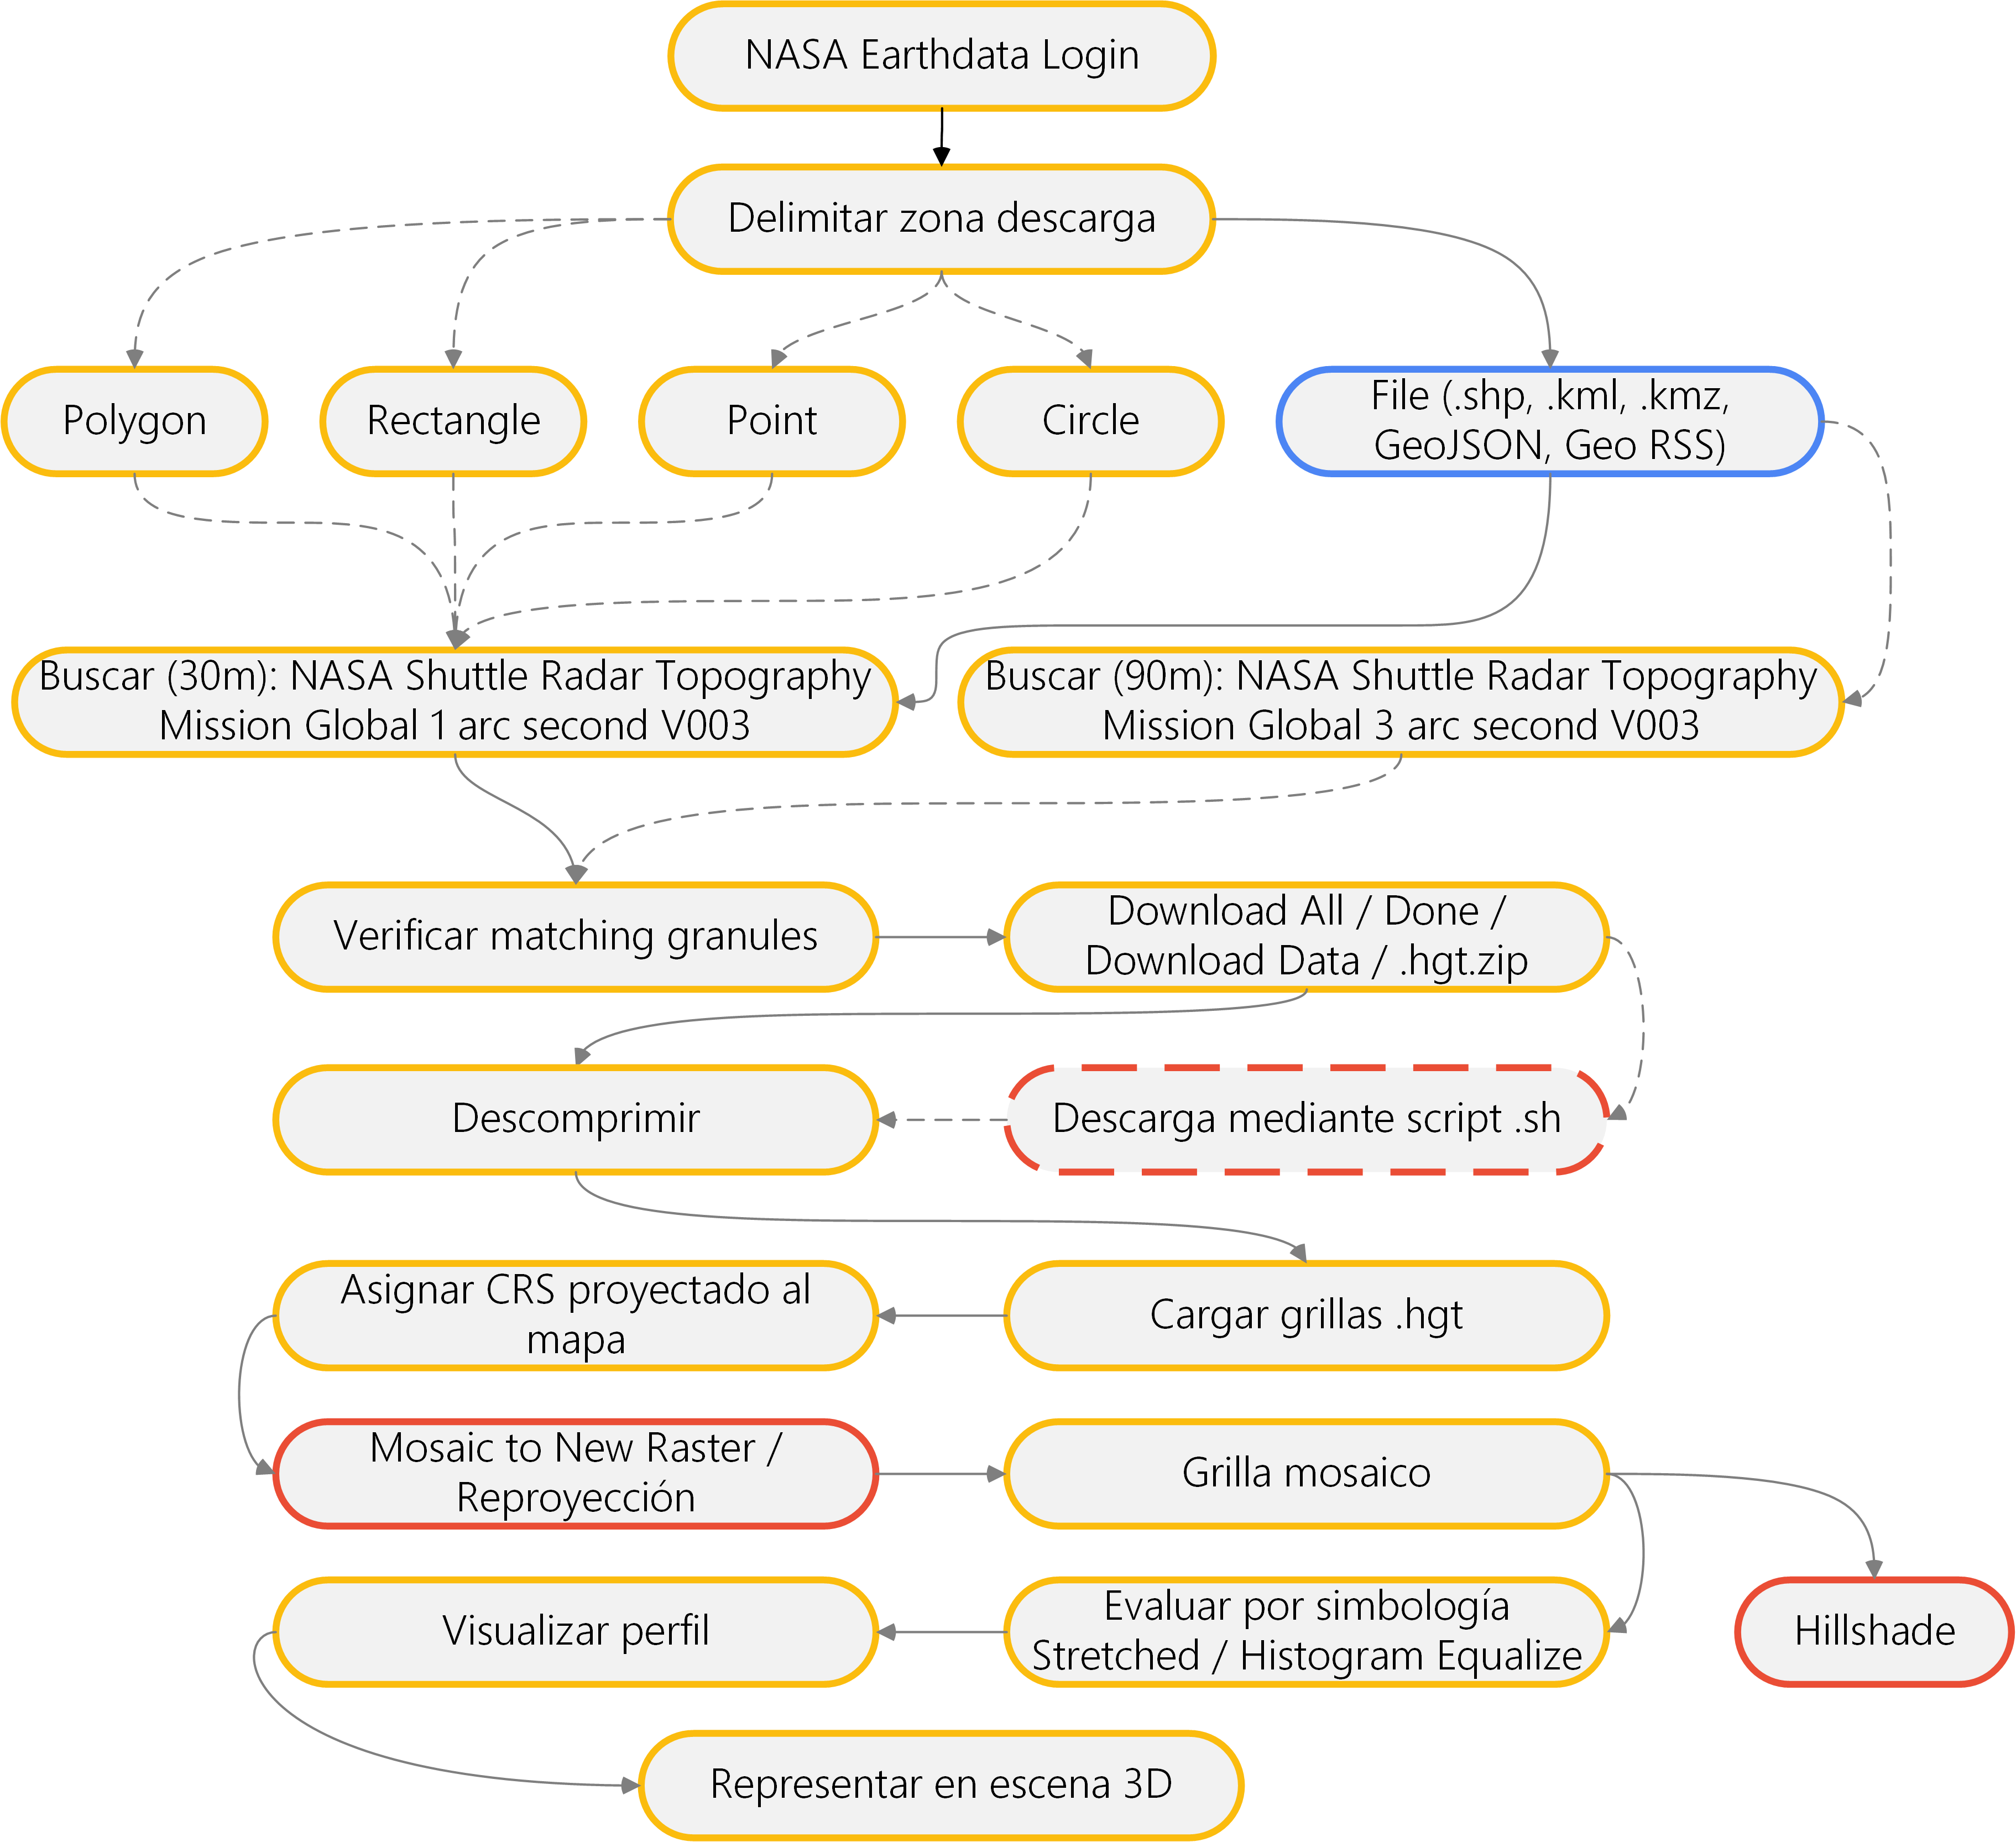 NASA Earthdata Login
Delimitar zona descarga
Polygon
Rectangle
Point
Circle
File (.shp, .kml, .kmz,
GeoJSON, Geo RSS)
Buscar (30m): NASA Shuttle Radar Topography
Mission Global 1 arc second V003
Buscar (90m): NASA Shuttle Radar Topography
Mission Global 3 arc second V003
Verificar matching granules
Download All / Done /
Download Data / .hgt.zip
Descomprimir
Descarga mediante script .sh
Asignar CRS proyectado al
mapa
Cargar grillas .hgt
Mosaic to New Raster /
Reproyección
Grilla mosaico
Visualizar perfil
Evaluar por simbología
Stretched / Histogram Equalize
Hillshade
Representar en escena 3D